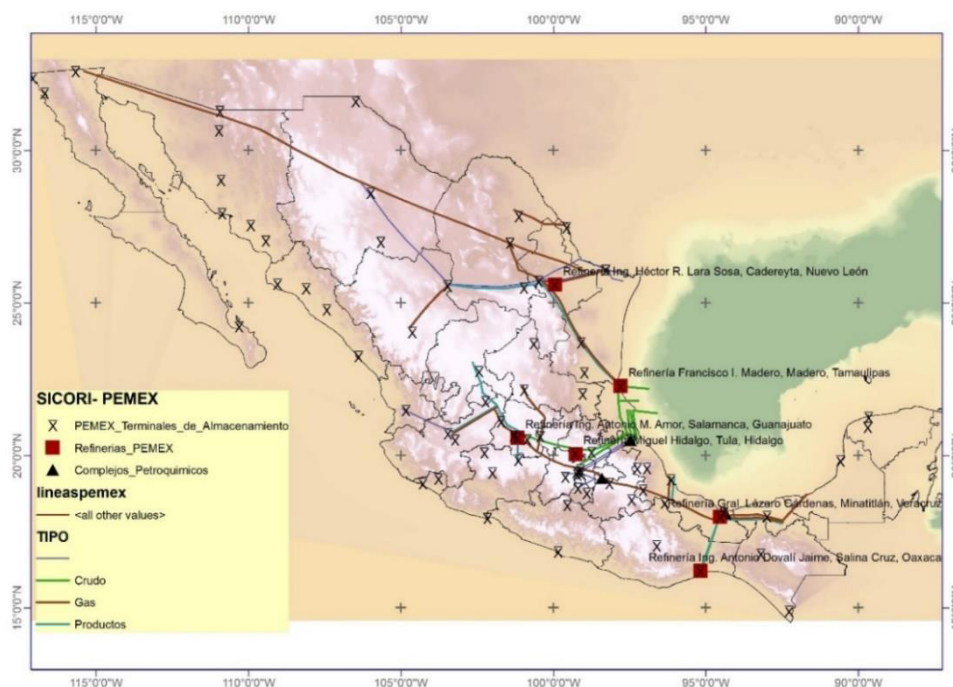 115°0'0"W 110°0'0"W 105°0'0"W 100°0'0"W 95°0'0"W 90°0'0"W
30°0'0"N
25°0'0"N
20°0'0"N
15°0'0"N
Refinería Ing. Héctor R. Lara Sosa, Cadereyta, Nuevo León
Refinería Francisco I. Madero, Madero, Tamaulipas
Refinería Ing. Antonio M. Amor, Salamanca, Guanajuato
Refinería Miguel Hidalgo, Tula, Hidalgo
Refinería Gral. Lázaro Cárdenas, Minatitlán, Veracruz
Refinería Ing. Antonio Dovalí Jaime, Salina Cruz, Oaxaca
SICORI- PEMEX
PEMEX_Terminales_de_Almacenamiento
Refinerias_PEMEX
Complejos_Petroquimicos
lineaspemex
<all other values>
TIPO
Crudo
Gas
Productos
115°0'0"W 110°0'0"W 105°0'0"W 100°0'0"W 95°0'0"W 90°0'0"W